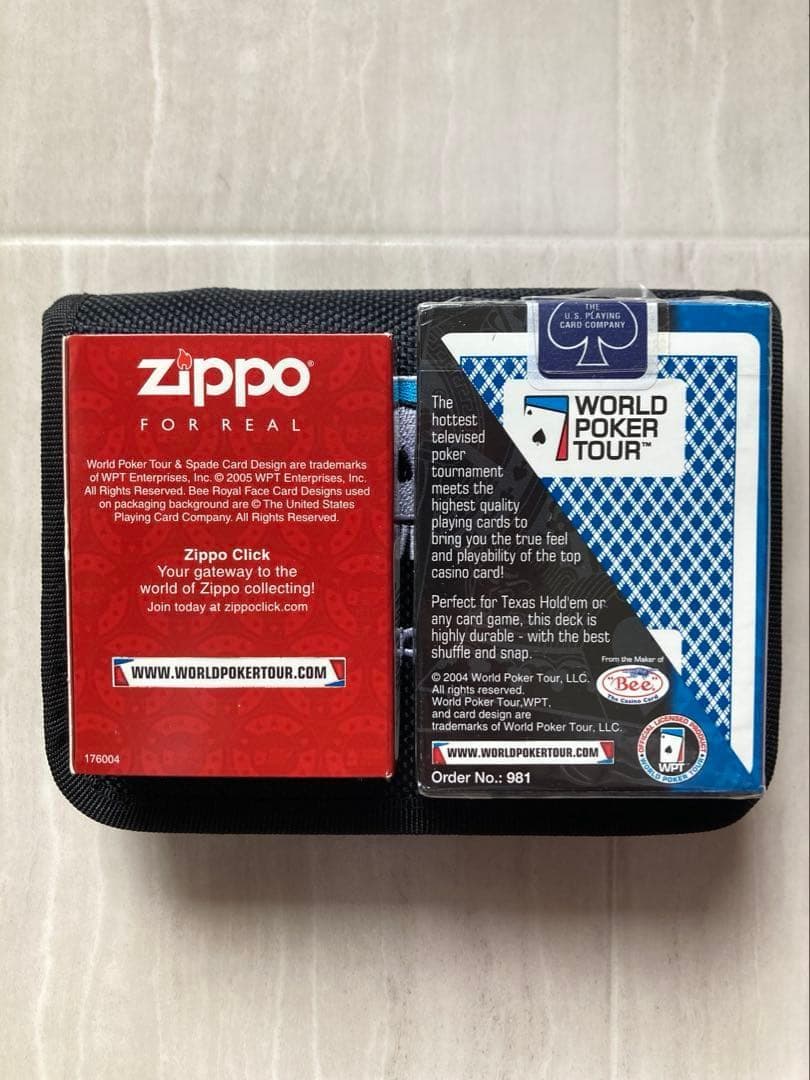 zippo®
FOR REAL
World Poker Tour & Spade Card Design are trademarks
of WPT Enterprises, Inc. © 2005 WPT Enterprises, Inc.
All Rights Reserved. Bee Royal Face Card Designs used
on packaging background are © The United States
Playing Card Company. All Rights Reserved.
Zippo Click
Your gateway to the
world of Zippo collecting!
Join today at zippoclick.com
WWW.WORLDPOKERTOUR.COM
176004
THE
U.S. PLAYING
CARD COMPANY
WORLD
POKER
TOUR™
The
hottest
televised
poker
tournament
meets the
highest quality
playing cards to
bring you the true feel
and playability of the top
casino card!
Perfect for Texas Hold'em or
any card game, this deck is
highly durable - with the best
shuffle and snap.
From the Maker of
"Bee"
The Casino Card
© 2004 World Poker Tour, LLC.
All rights reserved.
World Poker Tour,WPT,
and card design are
trademarks of World Poker Tour, LLC.
WWW.WORLDPOKERTOUR.COM
Order No.: 981
OFFICIAL LICENSED PRODUCT
WPT
WORLD POKER TOUR